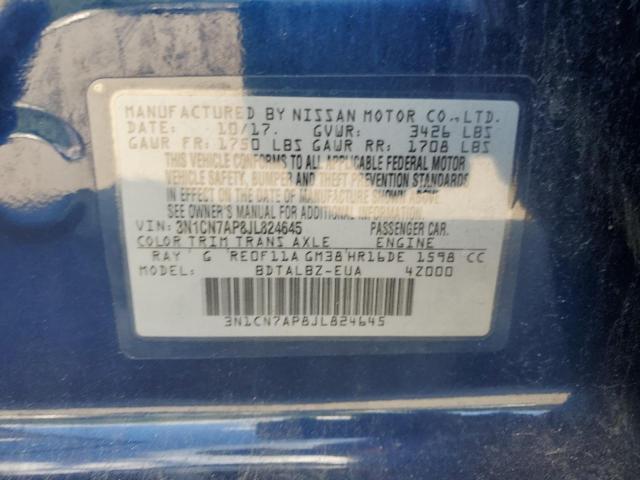 MANUFACTURED BY NISSAN MOTOR CO.,LTD.
DATE: 10/17. GVWR: 3426 LBS
GAWR FR: 1750 LBS GAWR RR: 1708 LBS
THIS VEHICLE CONFORMS TO ALL APPLICABLE FEDERAL MOTOR
VEHICLE SAFETY, BUMPER AND THEFT PREVENTION STANDARDS
IN EFFECT ON THE DATE OF MANUFACTURE SHOWN ABOVE.
SEE OWNER'S MANUAL FOR ADDITIONAL INFORMATION.
VIN: 3N1CN7AP8JL824645 PASSENGER CAR.
COLOR TRIM TRANS AXLE ENGINE
RAY G RE0F11A GM38 HR16DE 1598 CC
MODEL: BDTALBZ-EUA 4Z000
3N1CN7AP8JL824645